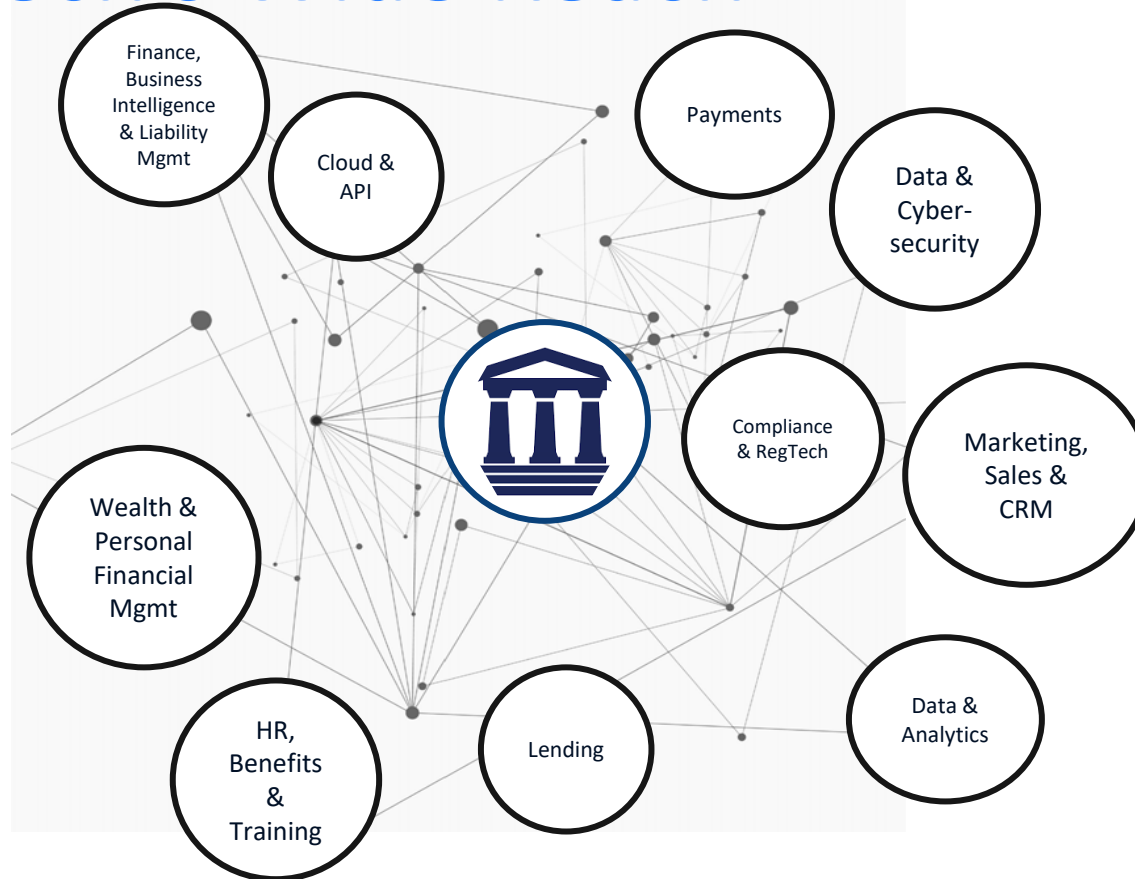 Finance,
Business
Intelligence
& Liability
Mgmt
Cloud &
API
Payments
Data &
Cyber-
security
Compliance
& RegTech
Marketing,
Sales &
CRM
Wealth &
Personal
Financial
Mgmt
HR,
Benefits
&
Training
Lending
Data &
Analytics